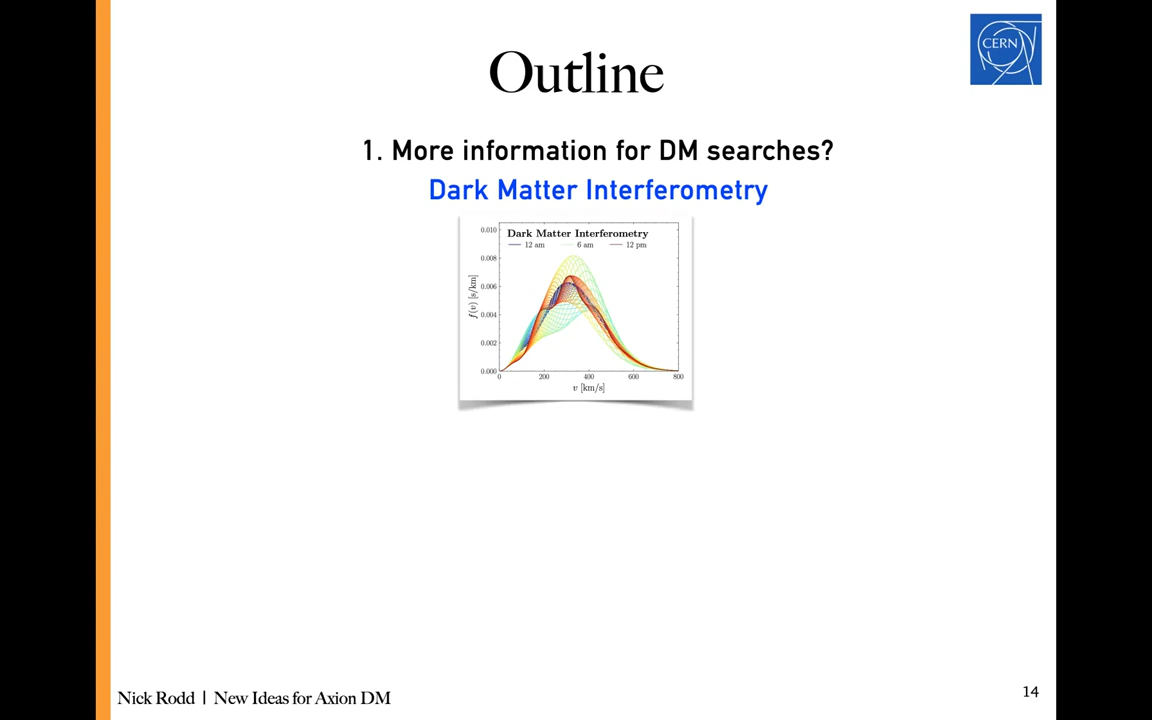 Outline
CERN
1. More information for DM searches?
Dark Matter Interferometry
Dark Matter Interferometry
12 am 6 am 12 pm
0.010
0.008
0.006
0.004
0.002
0.000
f(v) [s/km]
0 200 400 600 800
v [km/s]
Nick Rodd | New Ideas for Axion DM
14